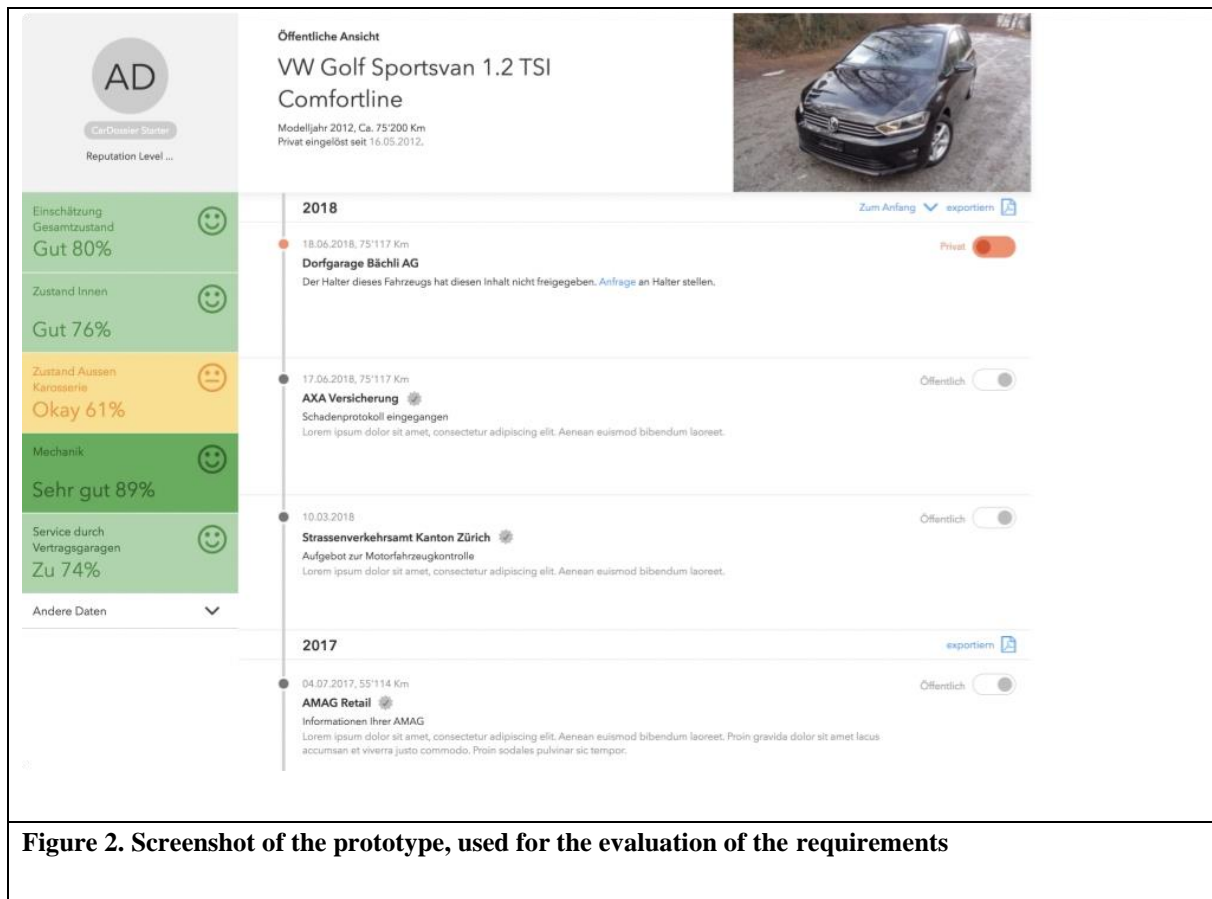 AD
CarDossier Starter
Reputation Level ...
Öffentliche Ansicht
VW Golf Sportsvan 1.2 TSI
Comfortline
Modelljahr 2012, Ca. 75'200 Km
Privat eingelöst seit 16.05.2012.
Einschätzung
Gesamtzustand
Gut 80%
Zustand Innen
Gut 76%
Zustand Aussen
Karosserie
Okay 61%
Mechanik
Sehr gut 89%
Service durch
Vertragsgaragen
Zu 74%
Andere Daten
2018
Zum Anfang exportiern
18.06.2018, 75'117 Km
Privat
Dorfgarage Bächli AG
Der Halter dieses Fahrzeugs hat diesen Inhalt nicht freigegeben. Anfrage an Halter stellen.
17.06.2018, 75'117 Km
Öffentlich
AXA Versicherung
Schadenprotokoll eingegangen
Lorem ipsum dolor sit amet, consectetur adipiscing elit. Aenean euismod bibendum laoreet.
10.03.2018
Öffentlich
Strassenverkehrsamt Kanton Zürich
Aufgebot zur Motorfahrzeugkontrolle
Lorem ipsum dolor sit amet, consectetur adipiscing elit. Aenean euismod bibendum laoreet.
2017
exportiern
04.07.2017, 55'114 Km
Öffentlich
AMAG Retail
Informationen Ihrer AMAG
Lorem ipsum dolor sit amet, consectetur adipiscing elit. Aenean euismod bibendum laoreet. Proin gravida dolor sit amet lacus
accumsan et viverra justo commodo. Proin sodales pulvinar sic tempor.
Figure 2. Screenshot of the prototype, used for the evaluation of the requirements